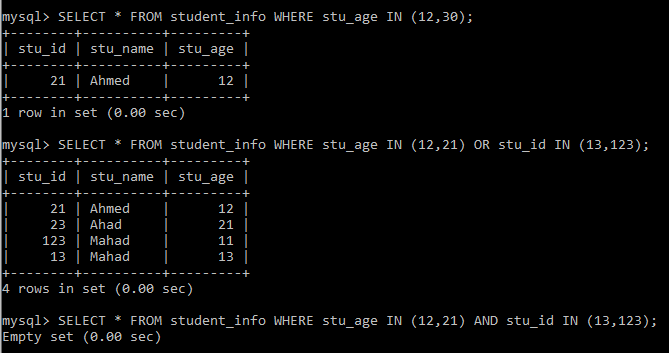 mysql> SELECT * FROM student_info WHERE stu_age IN (12,30);
+--------+----------+---------+
| stu_id | stu_name | stu_age |
+--------+----------+---------+
|     21 | Ahmed    |      12 |
+--------+----------+---------+
1 row in set (0.00 sec)

mysql> SELECT * FROM student_info WHERE stu_age IN (12,21) OR stu_id IN (13,123);
+--------+----------+---------+
| stu_id | stu_name | stu_age |
+--------+----------+---------+
|     21 | Ahmed    |      12 |
|     23 | Ahad     |      21 |
|    123 | Mahad    |      11 |
|     13 | Mahad    |      13 |
+--------+----------+---------+
4 rows in set (0.00 sec)

mysql> SELECT * FROM student_info WHERE stu_age IN (12,21) AND stu_id IN (13,123);
Empty set (0.00 sec)